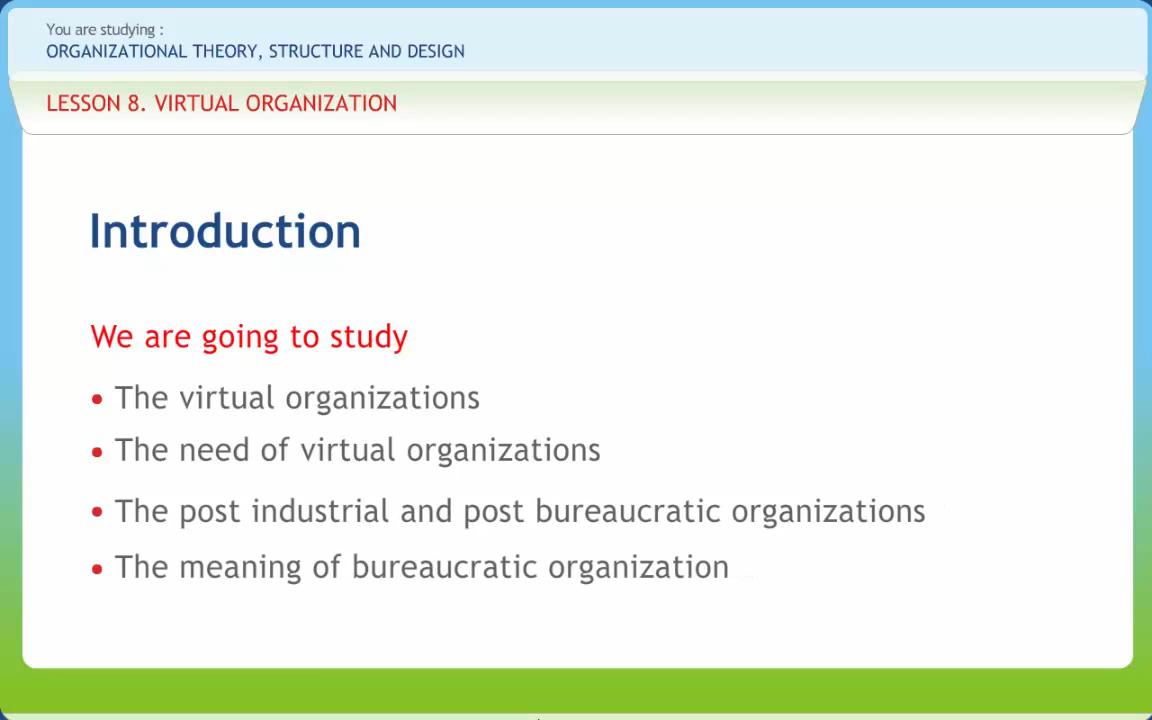 You are studying :
ORGANIZATIONAL THEORY, STRUCTURE AND DESIGN
LESSON 8. VIRTUAL ORGANIZATION
Introduction
We are going to study
• The virtual organizations
• The need of virtual organizations
• The post industrial and post bureaucratic organizations
• The meaning of bureaucratic organization